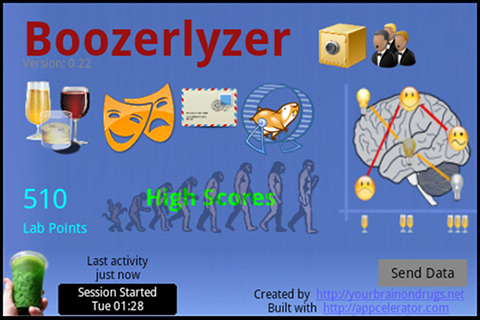 Boozerlyzer
Version: 0.22
510
Lab Points
High Scores
Last activity
just now
Session Started
Tue 01:28
Send Data
Created by http://yourbrainondrugs.net
Built with http://appcelerator.com